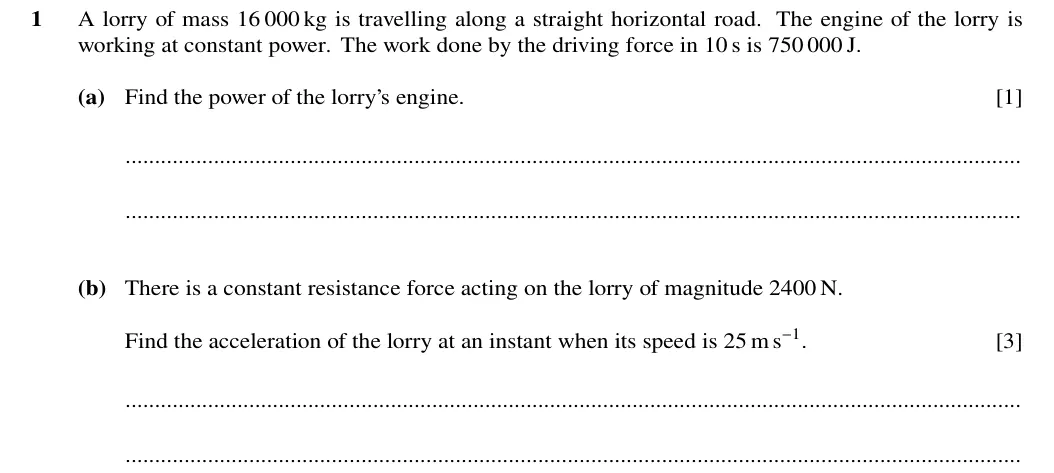 1 A lorry of mass 16 000 kg is travelling along a straight horizontal road. The engine of the lorry is
working at constant power. The work done by the driving force in 10 s is 750 000 J.
(a) Find the power of the lorry’s engine. [1]
(b) There is a constant resistance force acting on the lorry of magnitude 2400 N.
Find the acceleration of the lorry at an instant when its speed is 25 m s⁻¹. [3]